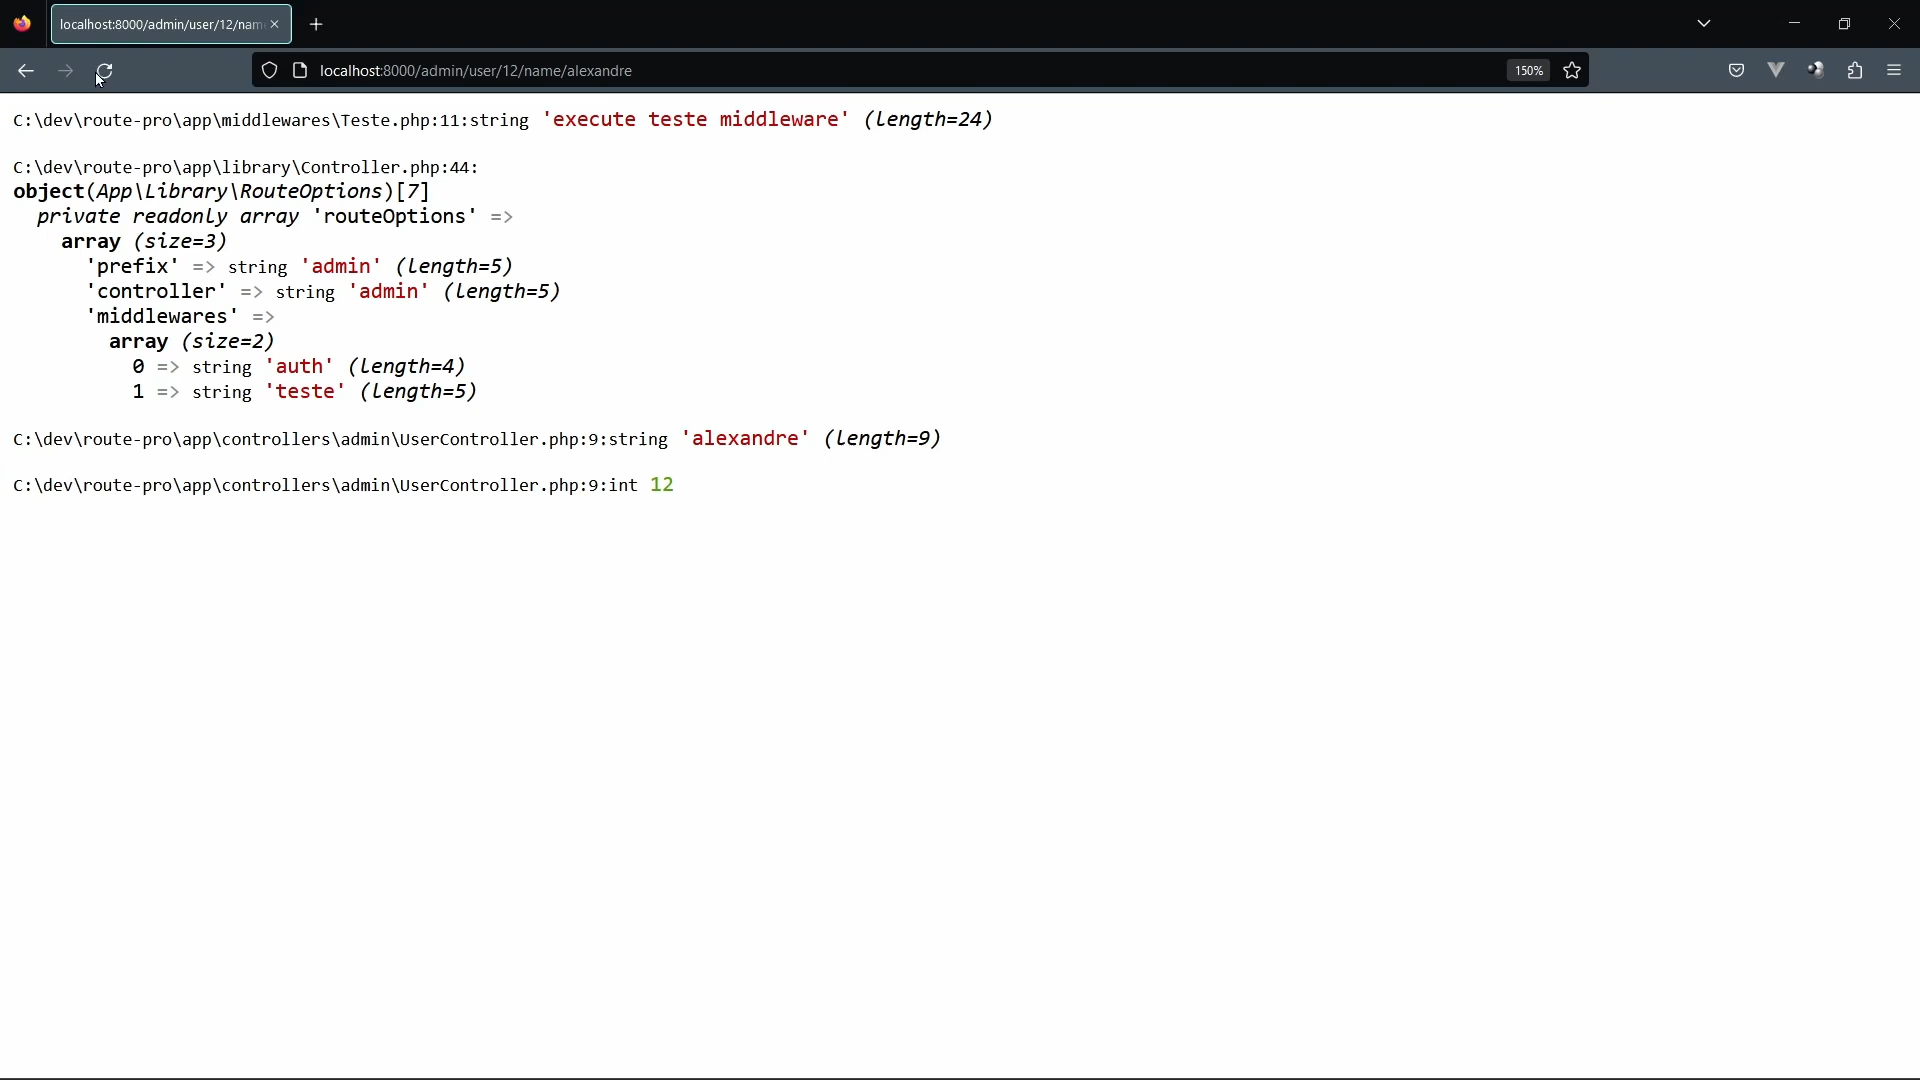 localhost:8000/admin/user/12/nam
localhost:8000/admin/user/12/name/alexandre
150%
C:\dev\route-pro\app\middlewares\Teste.php:11:string 'execute teste middleware' (length=24)
C:\dev\route-pro\app\library\Controller.php:44:
object(App\Library\RouteOptions)[7]
private readonly array 'routeOptions' =>
array (size=3)
'prefix' => string 'admin' (length=5)
'controller' => string 'admin' (length=5)
'middlewares' =>
array (size=2)
0 => string 'auth' (length=4)
1 => string 'teste' (length=5)
C:\dev\route-pro\app\controllers\admin\UserController.php:9:string 'alexandre' (length=9)
C:\dev\route-pro\app\controllers\admin\UserController.php:9:int 12